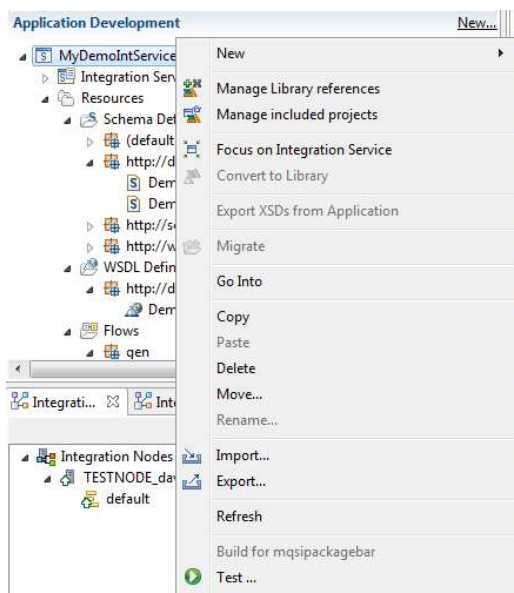 Application Development
New...
MyDemoIntService
Integration Serv
Resources
Schema Def
(default
http://d
Dem
Dem
http://s
http://w
WSDL Defin
http://d
Dem
Flows
gen
New
Manage Library references
Manage included projects
Focus on Integration Service
Convert to Library
Export XSDs from Application
Migrate
Go Into
Copy
Paste
Delete
Move...
Rename...
Import...
Export...
Refresh
Build for mqsipackagebar
Test ...
Integrati...
Inte
Integration Nodes
TESTNODE_dav
default